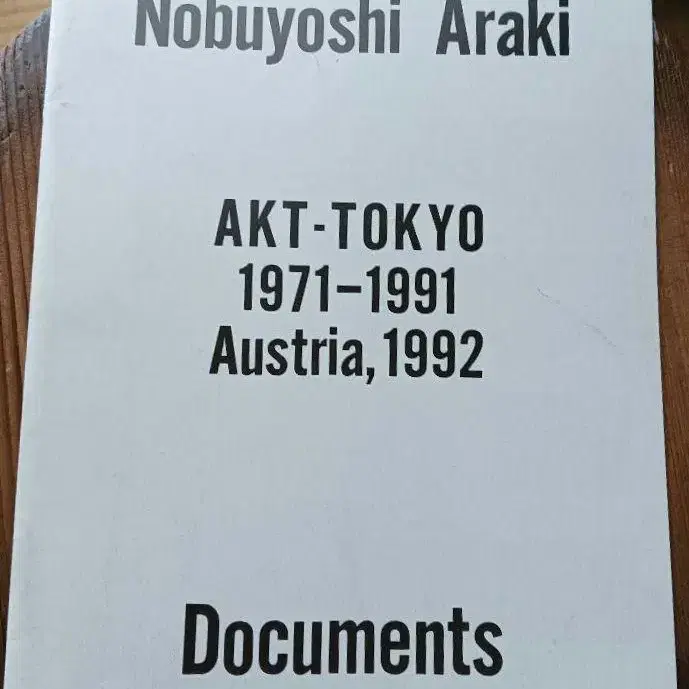 Nobuyoshi Araki
AKT-TOKYO
1971–1991
Austria, 1992
Documents